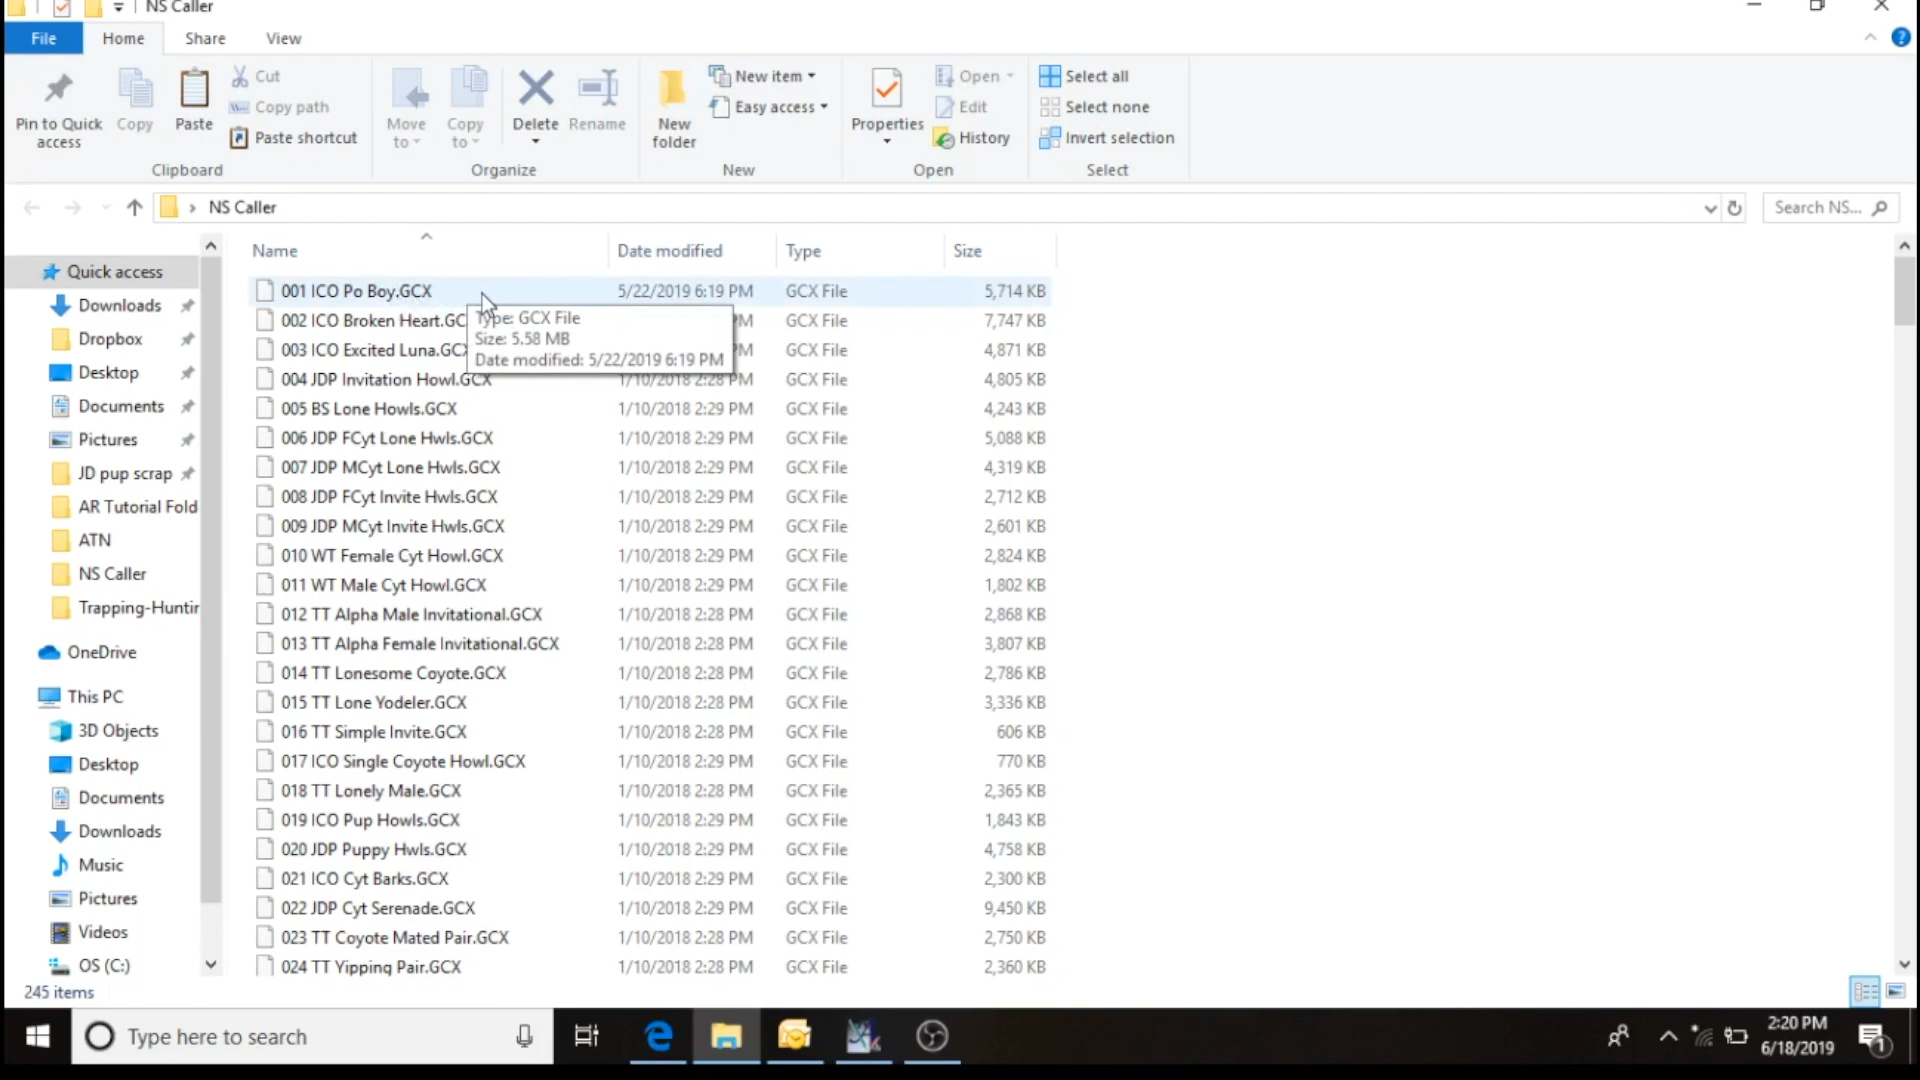 NS Caller
File Home Share View
Pin to Quick access
Copy
Paste
Cut
Copy path
Paste shortcut
Clipboard
Move to
Copy to
Delete
Rename
Organize
New folder
New item
Easy access
New
Properties
Open
Edit
History
Open
Select all
Select none
Invert selection
Select
NS Caller
Search NS...
Quick access
Downloads
Dropbox
Desktop
Documents
Pictures
JD pup scrap
AR Tutorial Fold
ATN
NS Caller
Trapping-Huntir
OneDrive
This PC
3D Objects
Desktop
Documents
Downloads
Music
Pictures
Videos
OS (C:)
Name Date modified Type Size
001 ICO Po Boy.GCX 5/22/2019 6:19 PM GCX File 5,714 KB
002 ICO Broken Heart.GC PM GCX File 7,747 KB
003 ICO Excited Luna.GCX PM GCX File 4,871 KB
Type: GCX File
Size: 5.58 MB
Date modified: 5/22/2019 6:19 PM
004 JDP Invitation Howl.GCX 1/10/2018 2:28 PM GCX File 4,805 KB
005 BS Lone Howls.GCX 1/10/2018 2:29 PM GCX File 4,243 KB
006 JDP FCyt Lone Hwls.GCX 1/10/2018 2:29 PM GCX File 5,088 KB
007 JDP MCyt Lone Hwls.GCX 1/10/2018 2:29 PM GCX File 4,319 KB
008 JDP FCyt Invite Hwls.GCX 1/10/2018 2:29 PM GCX File 2,712 KB
009 JDP MCyt Invite Hwls.GCX 1/10/2018 2:29 PM GCX File 2,601 KB
010 WT Female Cyt Howl.GCX 1/10/2018 2:29 PM GCX File 2,824 KB
011 WT Male Cyt Howl.GCX 1/10/2018 2:29 PM GCX File 1,802 KB
012 TT Alpha Male Invitational.GCX 1/10/2018 2:28 PM GCX File 2,868 KB
013 TT Alpha Female Invitational.GCX 1/10/2018 2:28 PM GCX File 3,807 KB
014 TT Lonesome Coyote.GCX 1/10/2018 2:28 PM GCX File 2,786 KB
015 TT Lone Yodeler.GCX 1/10/2018 2:28 PM GCX File 3,336 KB
016 TT Simple Invite.GCX 1/10/2018 2:28 PM GCX File 606 KB
017 ICO Single Coyote Howl.GCX 1/10/2018 2:29 PM GCX File 770 KB
018 TT Lonely Male.GCX 1/10/2018 2:28 PM GCX File 2,365 KB
019 ICO Pup Howls.GCX 1/10/2018 2:29 PM GCX File 1,843 KB
020 JDP Puppy Hwls.GCX 1/10/2018 2:29 PM GCX File 4,758 KB
021 ICO Cyt Barks.GCX 1/10/2018 2:29 PM GCX File 2,300 KB
022 JDP Cyt Serenade.GCX 1/10/2018 2:29 PM GCX File 9,450 KB
023 TT Coyote Mated Pair.GCX 1/10/2018 2:28 PM GCX File 2,750 KB
024 TT Yipping Pair.GCX 1/10/2018 2:28 PM GCX File 2,360 KB
245 items
Type here to search
2:20 PM
6/18/2019
1